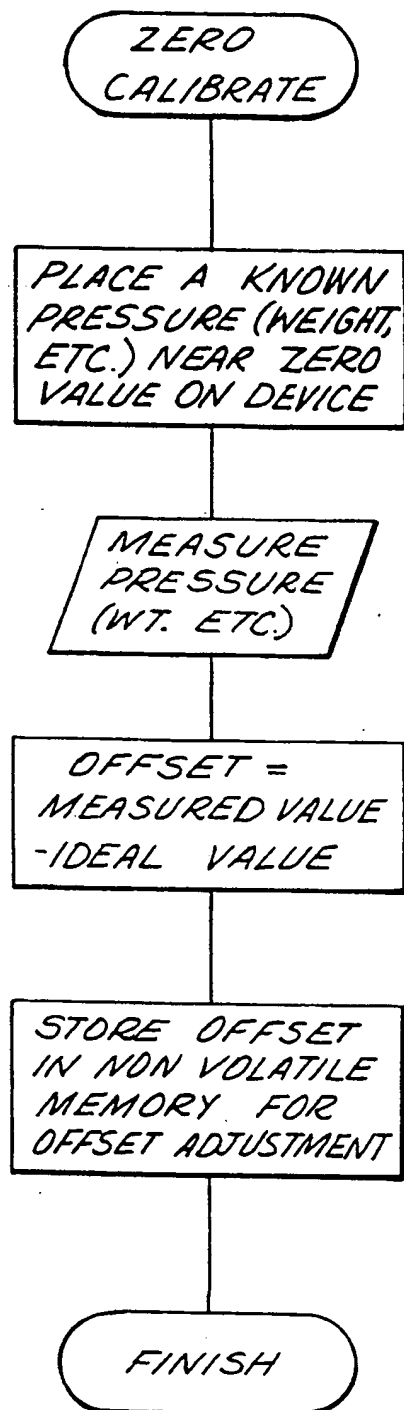 ZERO
CALIBRATE
PLACE A KNOWN
PRESSURE (WEIGHT,
ETC.) NEAR ZERO
VALUE ON DEVICE
MEASURE
PRESSURE
(WT. ETC.)
OFFSET =
MEASURED VALUE
-IDEAL VALUE
STORE OFFSET
IN NON VOLATILE
MEMORY FOR
OFFSET ADJUSTMENT
FINISH